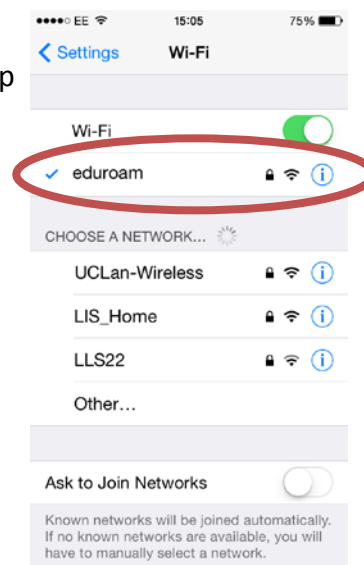 EE 15:05 75%
Settings Wi-Fi
p
Wi-Fi
eduroam
CHOOSE A NETWORK...
UCLan-Wireless
LIS_Home
LLS22
Other...
Ask to Join Networks
Known networks will be joined automatically.
If no known networks are available, you will
have to manually select a network.